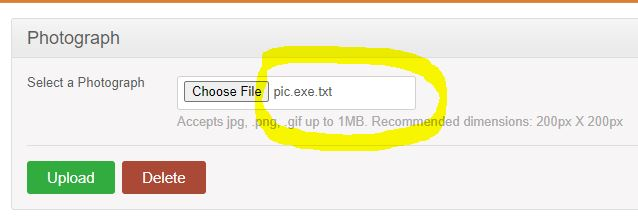 Photograph
Select a Photograph
Choose File pic.exe.txt
Accepts jpg, .png, .gif up to 1MB. Recommended dimensions: 200px X 200px
Upload Delete